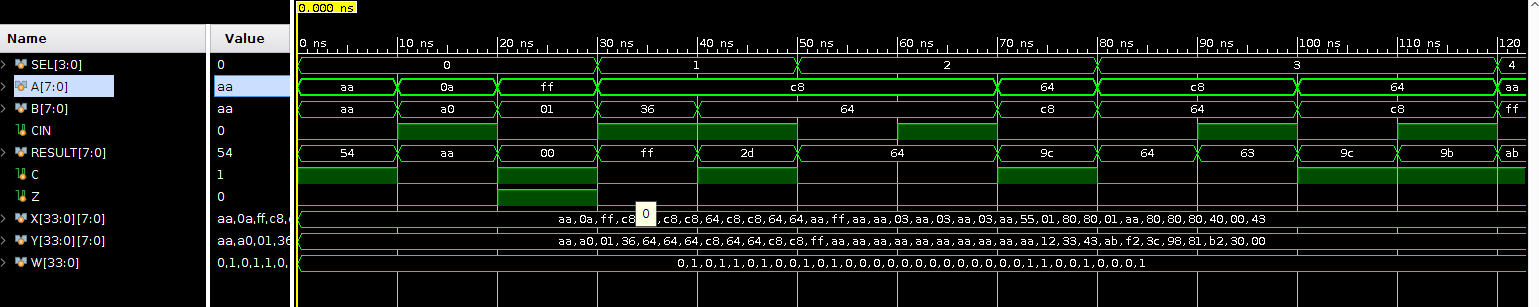 0.000 ns
Name Value 0 ns 10 ns 20 ns 30 ns 40 ns 50 ns 60 ns 70 ns 80 ns 90 ns 100 ns 110 ns 120
SEL[3:0] 0 0 1 2 3 4
A[7:0] aa aa 0a ff c8 64 c8 64 aa
B[7:0] aa aa a0 01 36 64 c8 64 c8 ff
CIN 0
RESULT[7:0] 54 54 aa 00 ff 2d 64 9c 64 63 9c 9b ab
C 1
Z 0
0
X[33:0][7:0] aa,0a,ff,c8, ,c8,c8,64,c8,c8,64,64,aa,ff,aa,aa,03,aa,03,aa,03,aa,55,01,80,80,01,aa,80,80,80,40,00,43
Y[33:0][7:0] aa,a0,01,36 aa,a0,01,36,64,64,64,c8,64,64,c8,c8,ff,aa,aa,aa,aa,aa,aa,aa,aa,aa,12,33,43,ab,f2,3c,98,81,b2,30,00
W[33:0] 0,1,0,1,1,0, 0,1,0,1,1,0,1,0,0,1,0,1,0,0,0,0,0,0,0,0,0,0,0,0,0,1,1,0,0,1,0,0,0,1